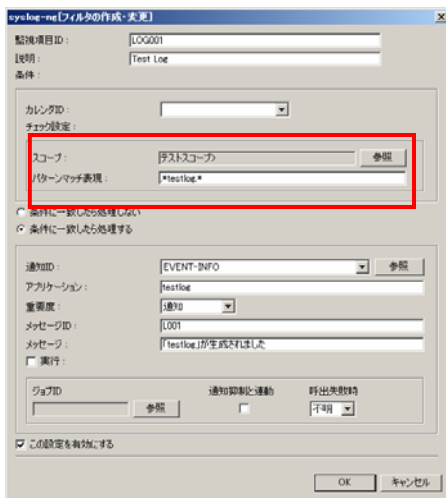 syslog-ng[フィルタの作成・変更]
監視項目ID： LOG001
説明： Test Log
条件：
カレンダID：
チェック設定：
スコープ： テストスコープ> 参照
パターンマッチ表現： .*testlog.*
条件に一致したら処理しない
条件に一致したら処理する
通知ID： EVENT-INFO 参照
アプリケーション： testlog
重要度： 通知
メッセージID： L001
メッセージ： 「testlog」が生成されました
実行：
ジョブID 通知抑制と連動 呼出失敗時
参照 不明
この設定を有効にする
OK キャンセル